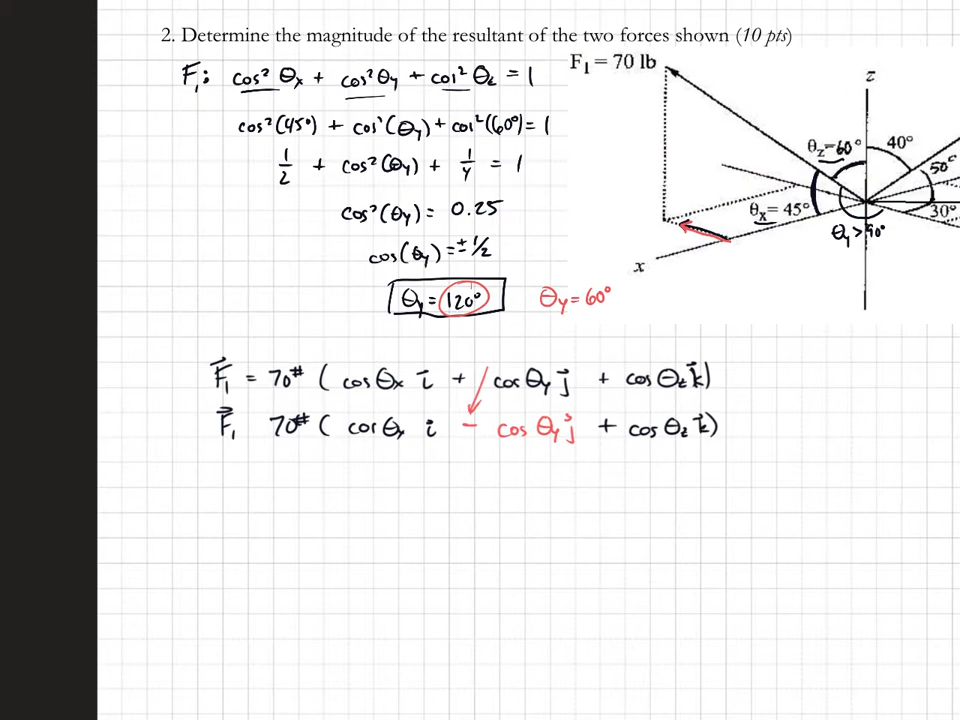 2. Determine the magnitude of the resultant of the two forces shown (10 pts)
F₁: cos² θx + cos² θy + cos² θz = 1
cos² (45°) + cos² (θy) + cos² (60°) = 1
1/2 + cos² (θy) + 1/4 = 1
cos² (θy) = 0.25
cos (θy) = ± 1/2
θy = 120° θy = 60°
F₁ = 70 lb
z
θz = 60° 40°
50°
θx = 45° 30°
θy > 90°
x
F⃗₁ = 70# ( cos θx i⃗ + cos θy j⃗ + cos θz k⃗ )
F⃗₁ 70# ( cos θx i⃗ - cos θy j⃗ + cos θz k⃗ )